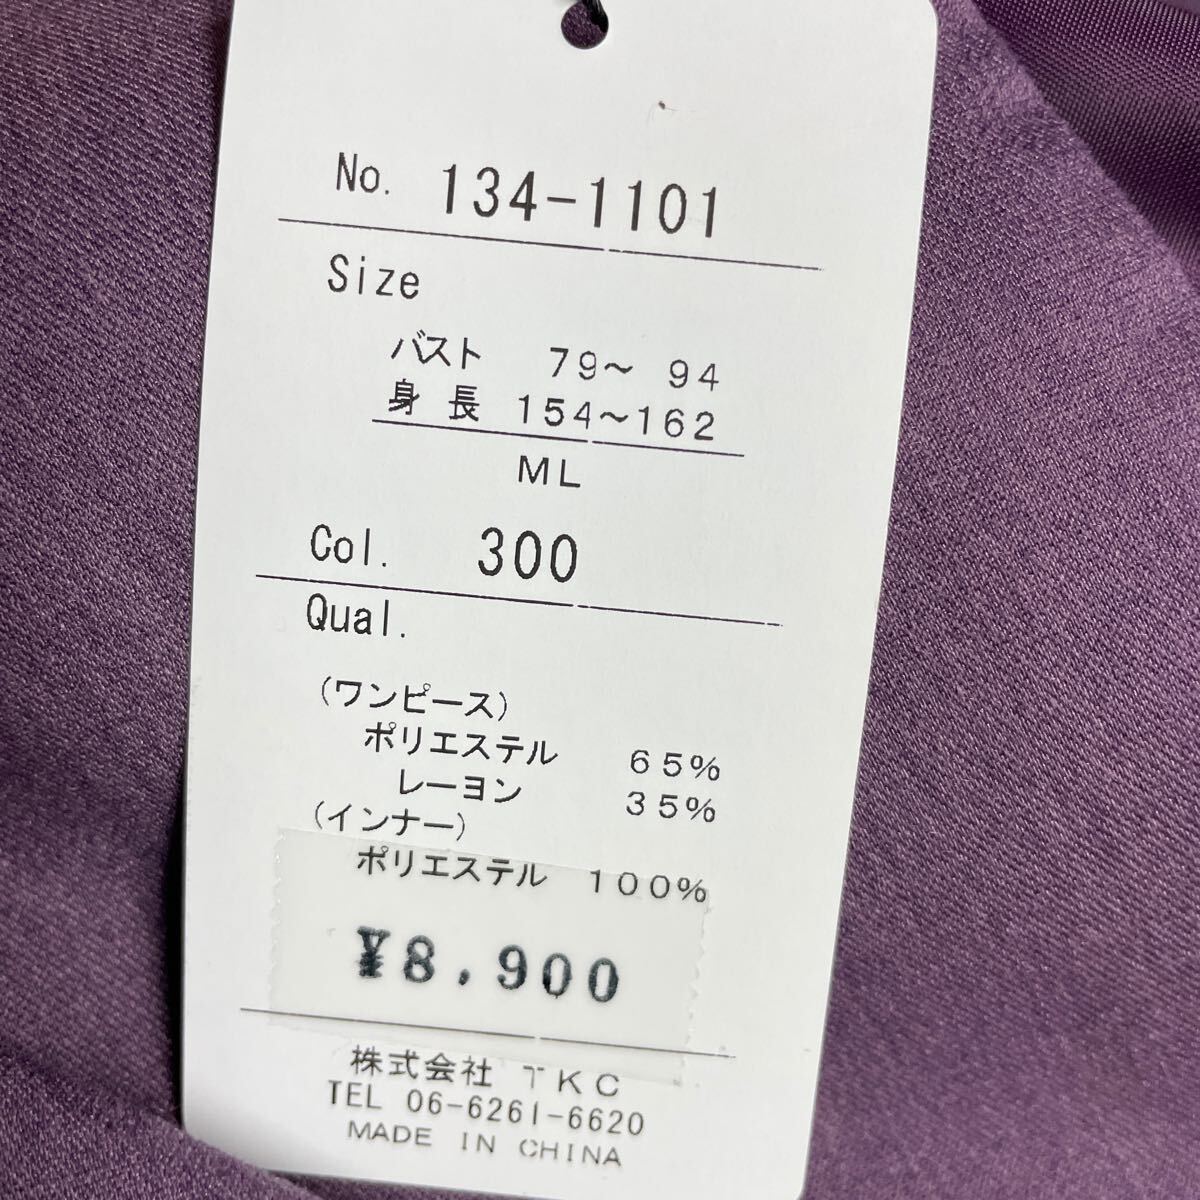 No. 134-1101
Size
バスト 79～ 94
身長 154～162
ML
Col. 300
Qual.
(ワンピース)
ポリエステル 65%
レーヨン 35%
(インナー)
ポリエステル 100%
¥8,900
株式会社 TKC
TEL 06-6261-6620
MADE IN CHINA